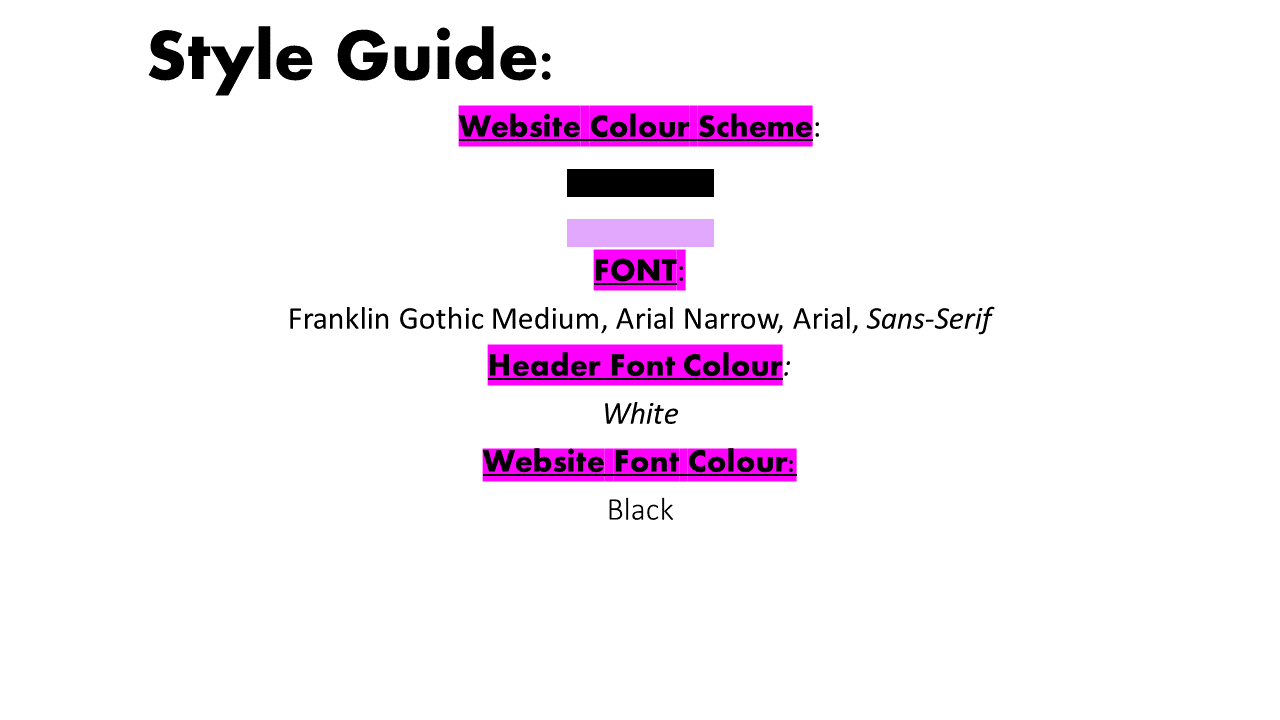 Style Guide:
Website Colour Scheme:
FONT:
Franklin Gothic Medium, Arial Narrow, Arial, Sans-Serif
Header Font Colour:
White
Website Font Colour:
Black